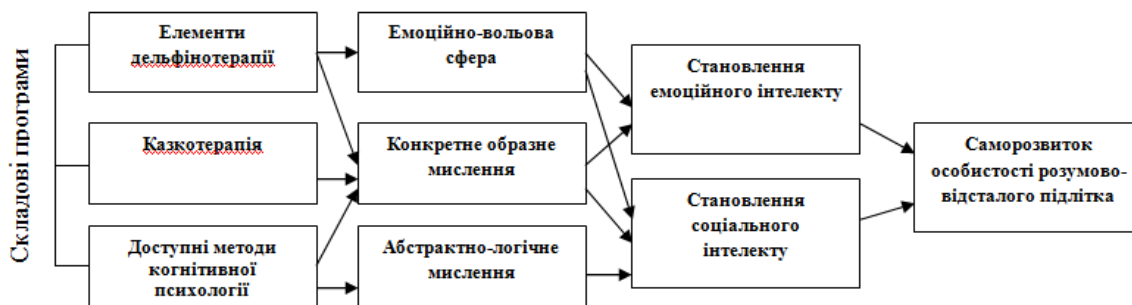 Складові програми
Елементи
дельфінотерапії
Казкотерапія
Доступні методи
когнітивної
психології
Емоційно-вольова
сфера
Конкретне образне
мислення
Абстрактно-логічне
мислення
Становлення
емоційного інтелекту
Становлення
соціального
інтелекту
Саморозвиток
особистості розумово-
відсталого підлітка